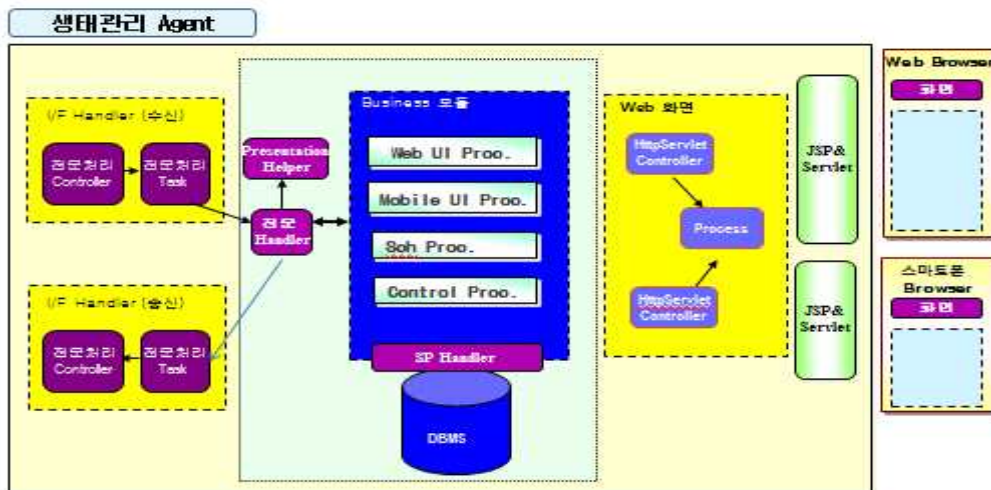 생태관리 Agent
I/F Handler (수신)
전문처리
Controller
전문처리
Task
I/F Handler (송신)
전문처리
Controller
전문처리
Task
Presentation
Helper
전문
Handler
Business 모듈
Web UI Proc.
Mobile UI Proc.
Soh Proc.
Control Proc.
SP Handler
DBMS
Web 화면
HttpServlet
Controller
Process
HttpServlet
Controller
JSP&
Servlet
JSP&
Servlet
Web Browser
화면
스마트폰
Browser
화면